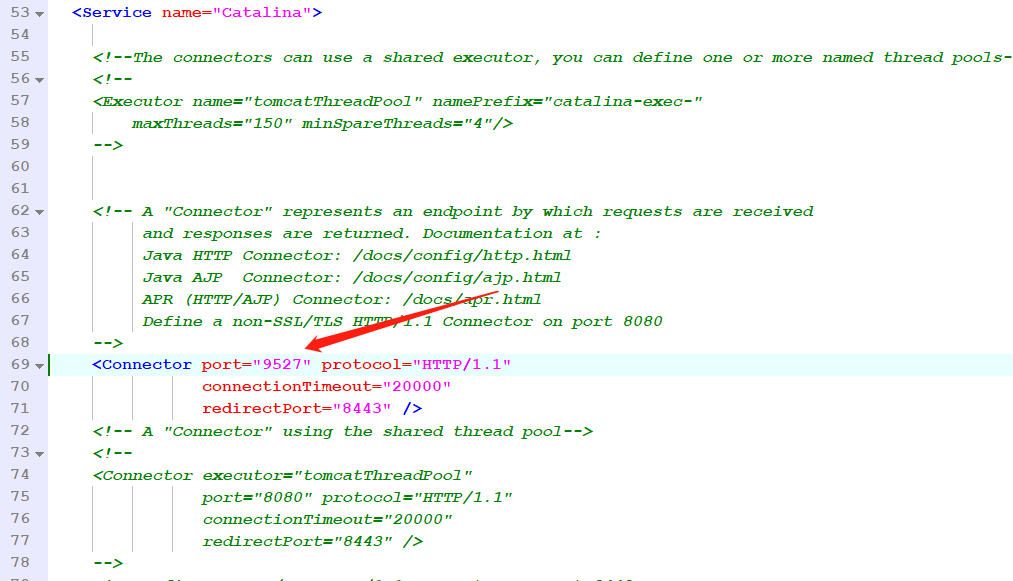 53 <Service name="Catalina">
54
55 <!--The connectors can use a shared executor, you can define one or more named thread pools-
56 <!--
57 <Executor name="tomcatThreadPool" namePrefix="catalina-exec-"
58 maxThreads="150" minSpareThreads="4"/>
59 -->
60
61
62 <!-- A "Connector" represents an endpoint by which requests are received
63 and responses are returned. Documentation at :
64 Java HTTP Connector: /docs/config/http.html
65 Java AJP  Connector: /docs/config/ajp.html
66 APR (HTTP/AJP) Connector: /docs/apr.html
67 Define a non-SSL/TLS HTTP/1.1 Connector on port 8080
68 -->
69 <Connector port="9527" protocol="HTTP/1.1"
70 connectionTimeout="20000"
71 redirectPort="8443" />
72 <!-- A "Connector" using the shared thread pool-->
73 <!--
74 <Connector executor="tomcatThreadPool"
75 port="8080" protocol="HTTP/1.1"
76 connectionTimeout="20000"
77 redirectPort="8443" />
78 -->